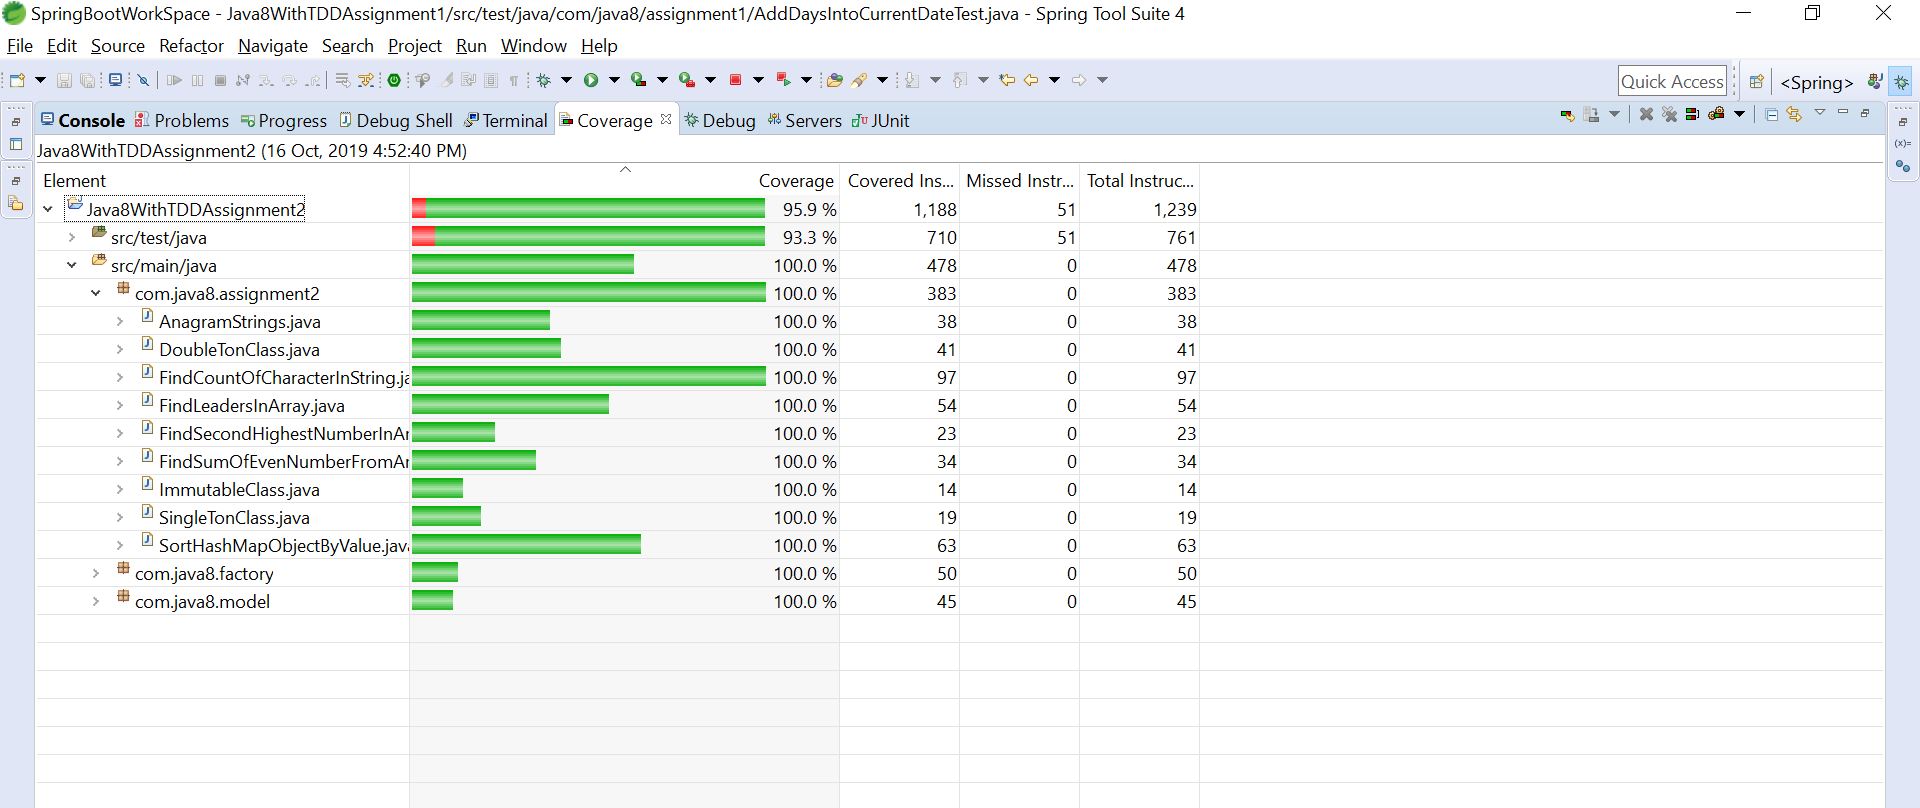 SpringBootWorkSpace - Java8WithTDDAssignment1/src/test/java/com/java8/assignment1/AddDaysIntoCurrentDateTest.java - Spring Tool Suite 4
File Edit Source Refactor Navigate Search Project Run Window Help
Quick Access <Spring>
Console Problems Progress Debug Shell Terminal Coverage Debug Servers JUnit
Java8WithTDDAssignment2 (16 Oct, 2019 4:52:40 PM)
Element Coverage Covered Ins... Missed Instr... Total Instruc...
Java8WithTDDAssignment2 95.9 % 1,188 51 1,239
src/test/java 93.3 % 710 51 761
src/main/java 100.0 % 478 0 478
com.java8.assignment2 100.0 % 383 0 383
AnagramStrings.java 100.0 % 38 0 38
DoubleTonClass.java 100.0 % 41 0 41
FindCountOfCharacterInString.ja 100.0 % 97 0 97
FindLeadersInArray.java 100.0 % 54 0 54
FindSecondHighestNumberInAr 100.0 % 23 0 23
FindSumOfEvenNumberFromAr 100.0 % 34 0 34
ImmutableClass.java 100.0 % 14 0 14
SingleTonClass.java 100.0 % 19 0 19
SortHashMapObjectByValue.java 100.0 % 63 0 63
com.java8.factory 100.0 % 50 0 50
com.java8.model 100.0 % 45 0 45
(x)=